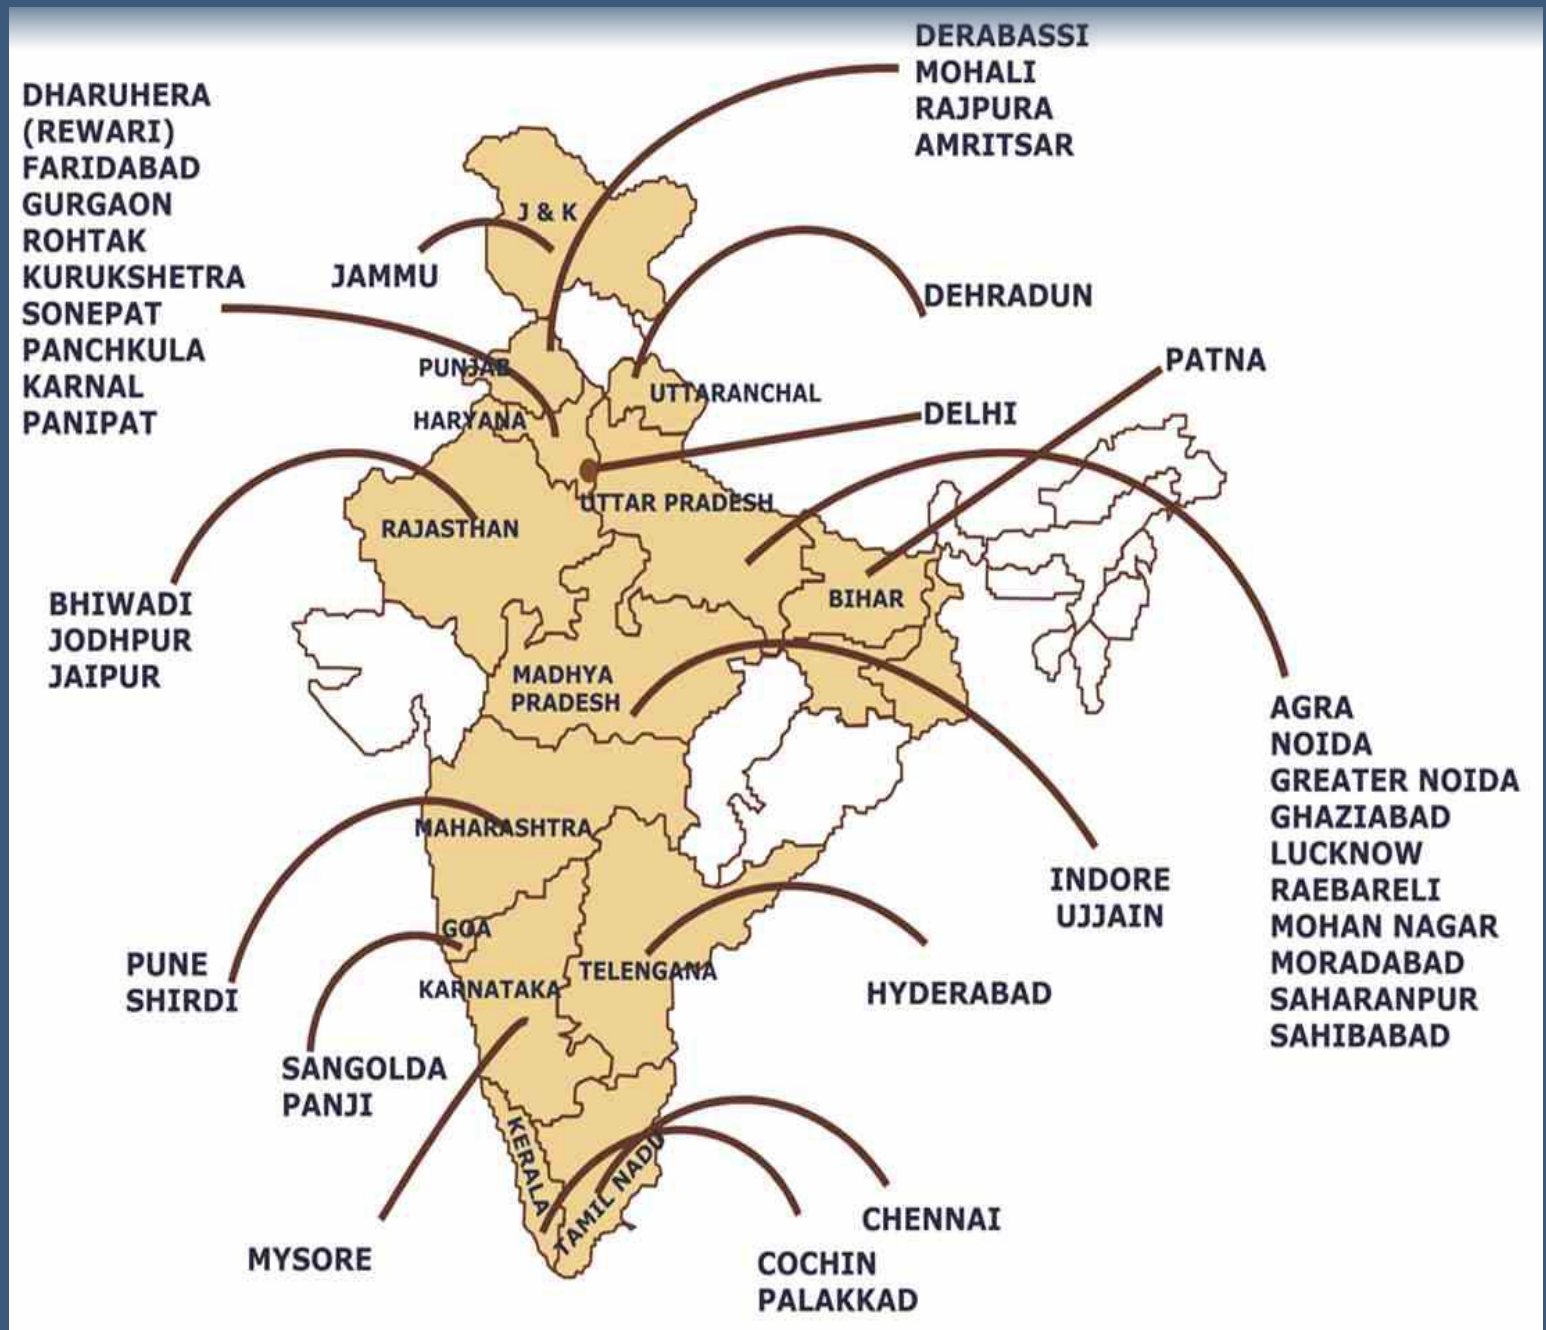 DERABASSI
MOHALI
RAJPURA
AMRITSAR
DHARUHERA
(REWARI)
FARIDABAD
GURGAON
ROHTAK
KURUKSHETRA
SONEPAT
PANCHKULA
KARNAL
PANIPAT
J & K
JAMMU
DEHRADUN
PUNJAB
UTTARANCHAL
PATNA
HARYANA
DELHI
UTTAR PRADESH
RAJASTHAN
BHIWADI
JODHPUR
JAIPUR
BIHAR
MADHYA
PRADESH
AGRA
NOIDA
GREATER NOIDA
GHAZIABAD
LUCKNOW
RAEBARELI
MOHAN NAGAR
MORADABAD
SAHARANPUR
SAHIBABAD
MAHARASHTRA
INDORE
UJJAIN
GOA
PUNE
SHIRDI
TELENGANA
KARNATAKA
HYDERABAD
SANGOLDA
PANJI
KERALA
TAMIL NADU
CHENNAI
MYSORE
COCHIN
PALAKKAD